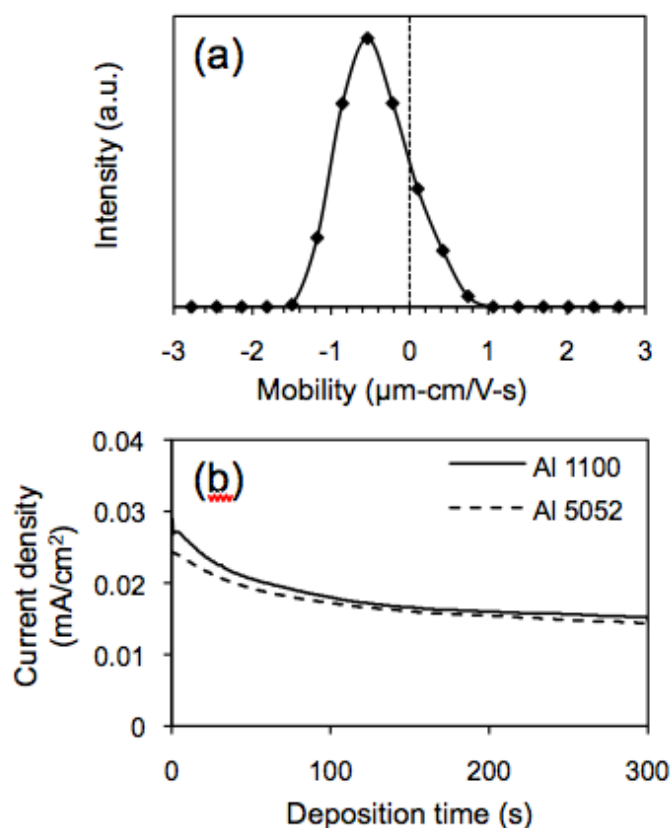 (a)
Intensity (a.u.)
-3 -2 -1 0 1 2 3
Mobility (µm-cm/V-s)
0.04
0.03
0.02
0.01
0
(b)
Al 1100
Al 5052
Current density
(mA/cm²)
0 100 200 300
Deposition time (s)